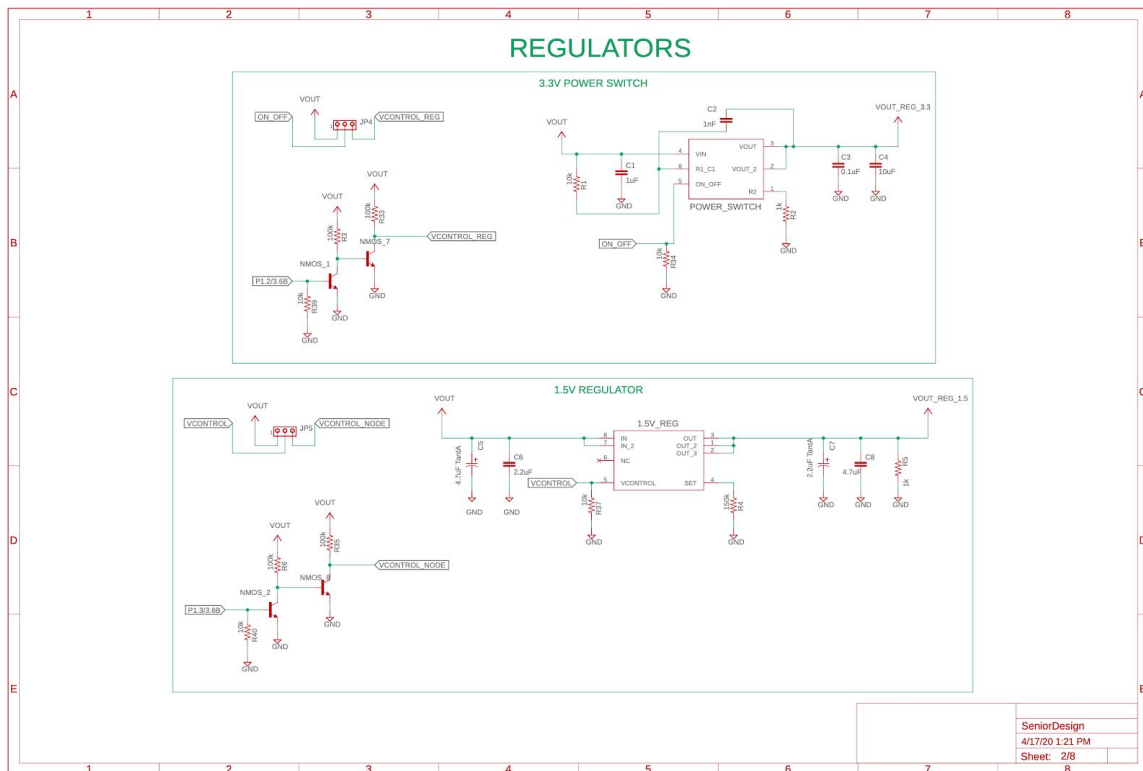 1 2 3 4 5 6 7 8
REGULATORS
3.3V POWER SWITCH
A
VOUT
ON_OFF
1
JP4
VCONTROL_REG
C2
1nF
VOUT
VOUT_REG_3.3
4 VIN
VOUT 3
6 R1_C1
VOUT_2 2
5 ON_OFF
R2 1
POWER_SWITCH
10k
R1
C1
1uF
GND
C3
0.1uF
GND
C4
10uF
GND
1k
R2
GND
VOUT
100k
R33
VOUT
100k
R3
NMOS_7
VCONTROL_REG
B
ON_OFF
10k
R34
GND
NMOS_1
P1.2/3.6B
GND
10k
R39
GND
GND
C
1.5V REGULATOR
VOUT
VCONTROL
1
JP5
VCONTROL_NODE
VOUT
VOUT_REG_1.5
1.5V_REG
8 IN
OUT 3
7 IN_2
OUT_2 1
OUT_3 2
6 NC
5 VCONTROL
SET 4
4.7uF TantA
C5
GND
C6
2.2uF
GND
VCONTROL
10k
R37
GND
150k
R4
GND
2.2uF TantA
C7
GND
C8
4.7uF
GND
R5
1k
GND
D
VOUT
100k
R35
VOUT
100k
R6
NMOS_8
VCONTROL_NODE
NMOS_2
P1.3/3.6B
GND
10k
R40
GND
GND
E
SeniorDesign
4/17/20 1:21 PM
Sheet: 2/8
1 2 3 4 5 6 7 8